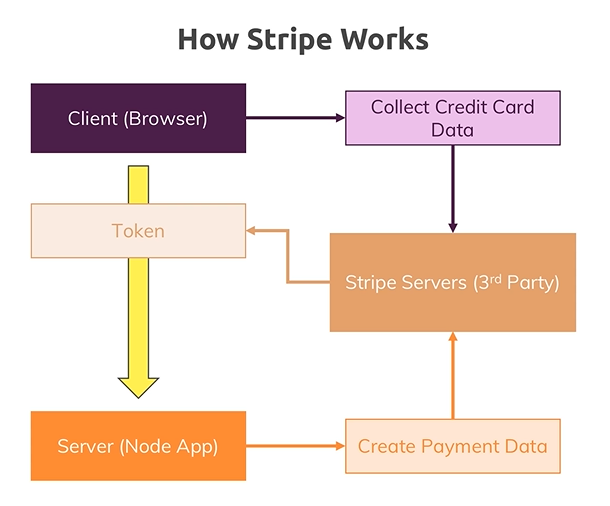 How Stripe Works
Client (Browser)
Collect Credit Card
Data
Token
Stripe Servers (3rd Party)
Server (Node App)
Create Payment Data